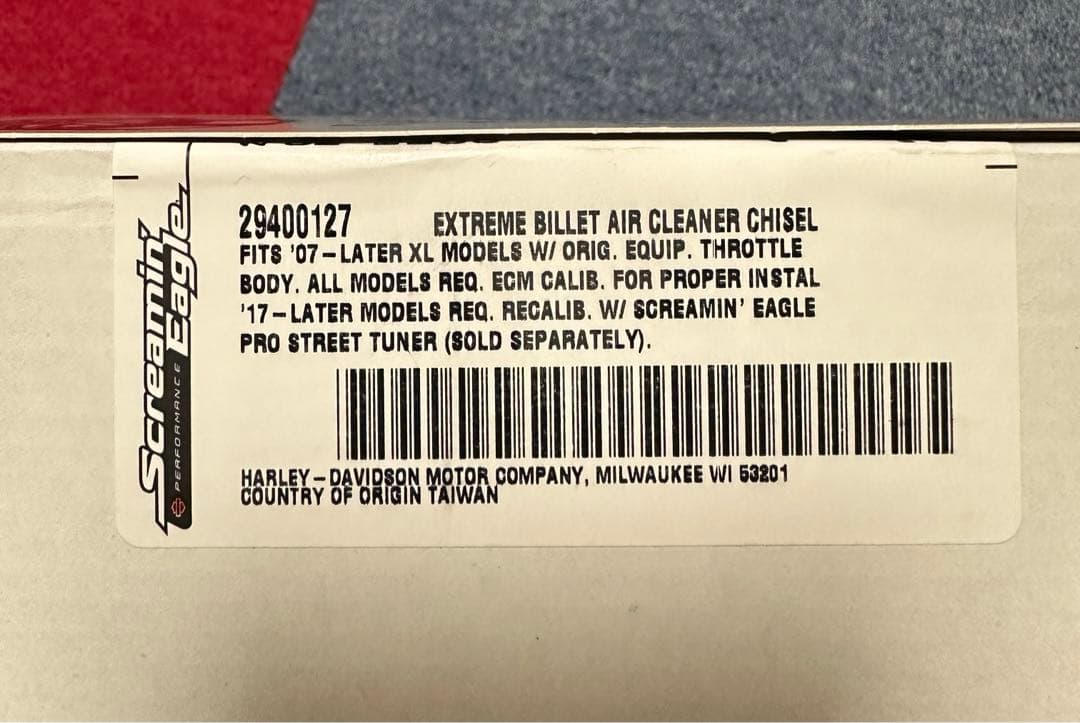 Screamin' Eagle
PERFORMANCE
29400127 EXTREME BILLET AIR CLEANER CHISEL
FITS '07-LATER XL MODELS W/ ORIG. EQUIP. THROTTLE
BODY. ALL MODELS REQ. ECM CALIB. FOR PROPER INSTAL
'17-LATER MODELS REQ. RECALIB. W/ SCREAMIN' EAGLE
PRO STREET TUNER (SOLD SEPARATELY).
HARLEY-DAVIDSON MOTOR COMPANY, MILWAUKEE WI 53201
COUNTRY OF ORIGIN TAIWAN